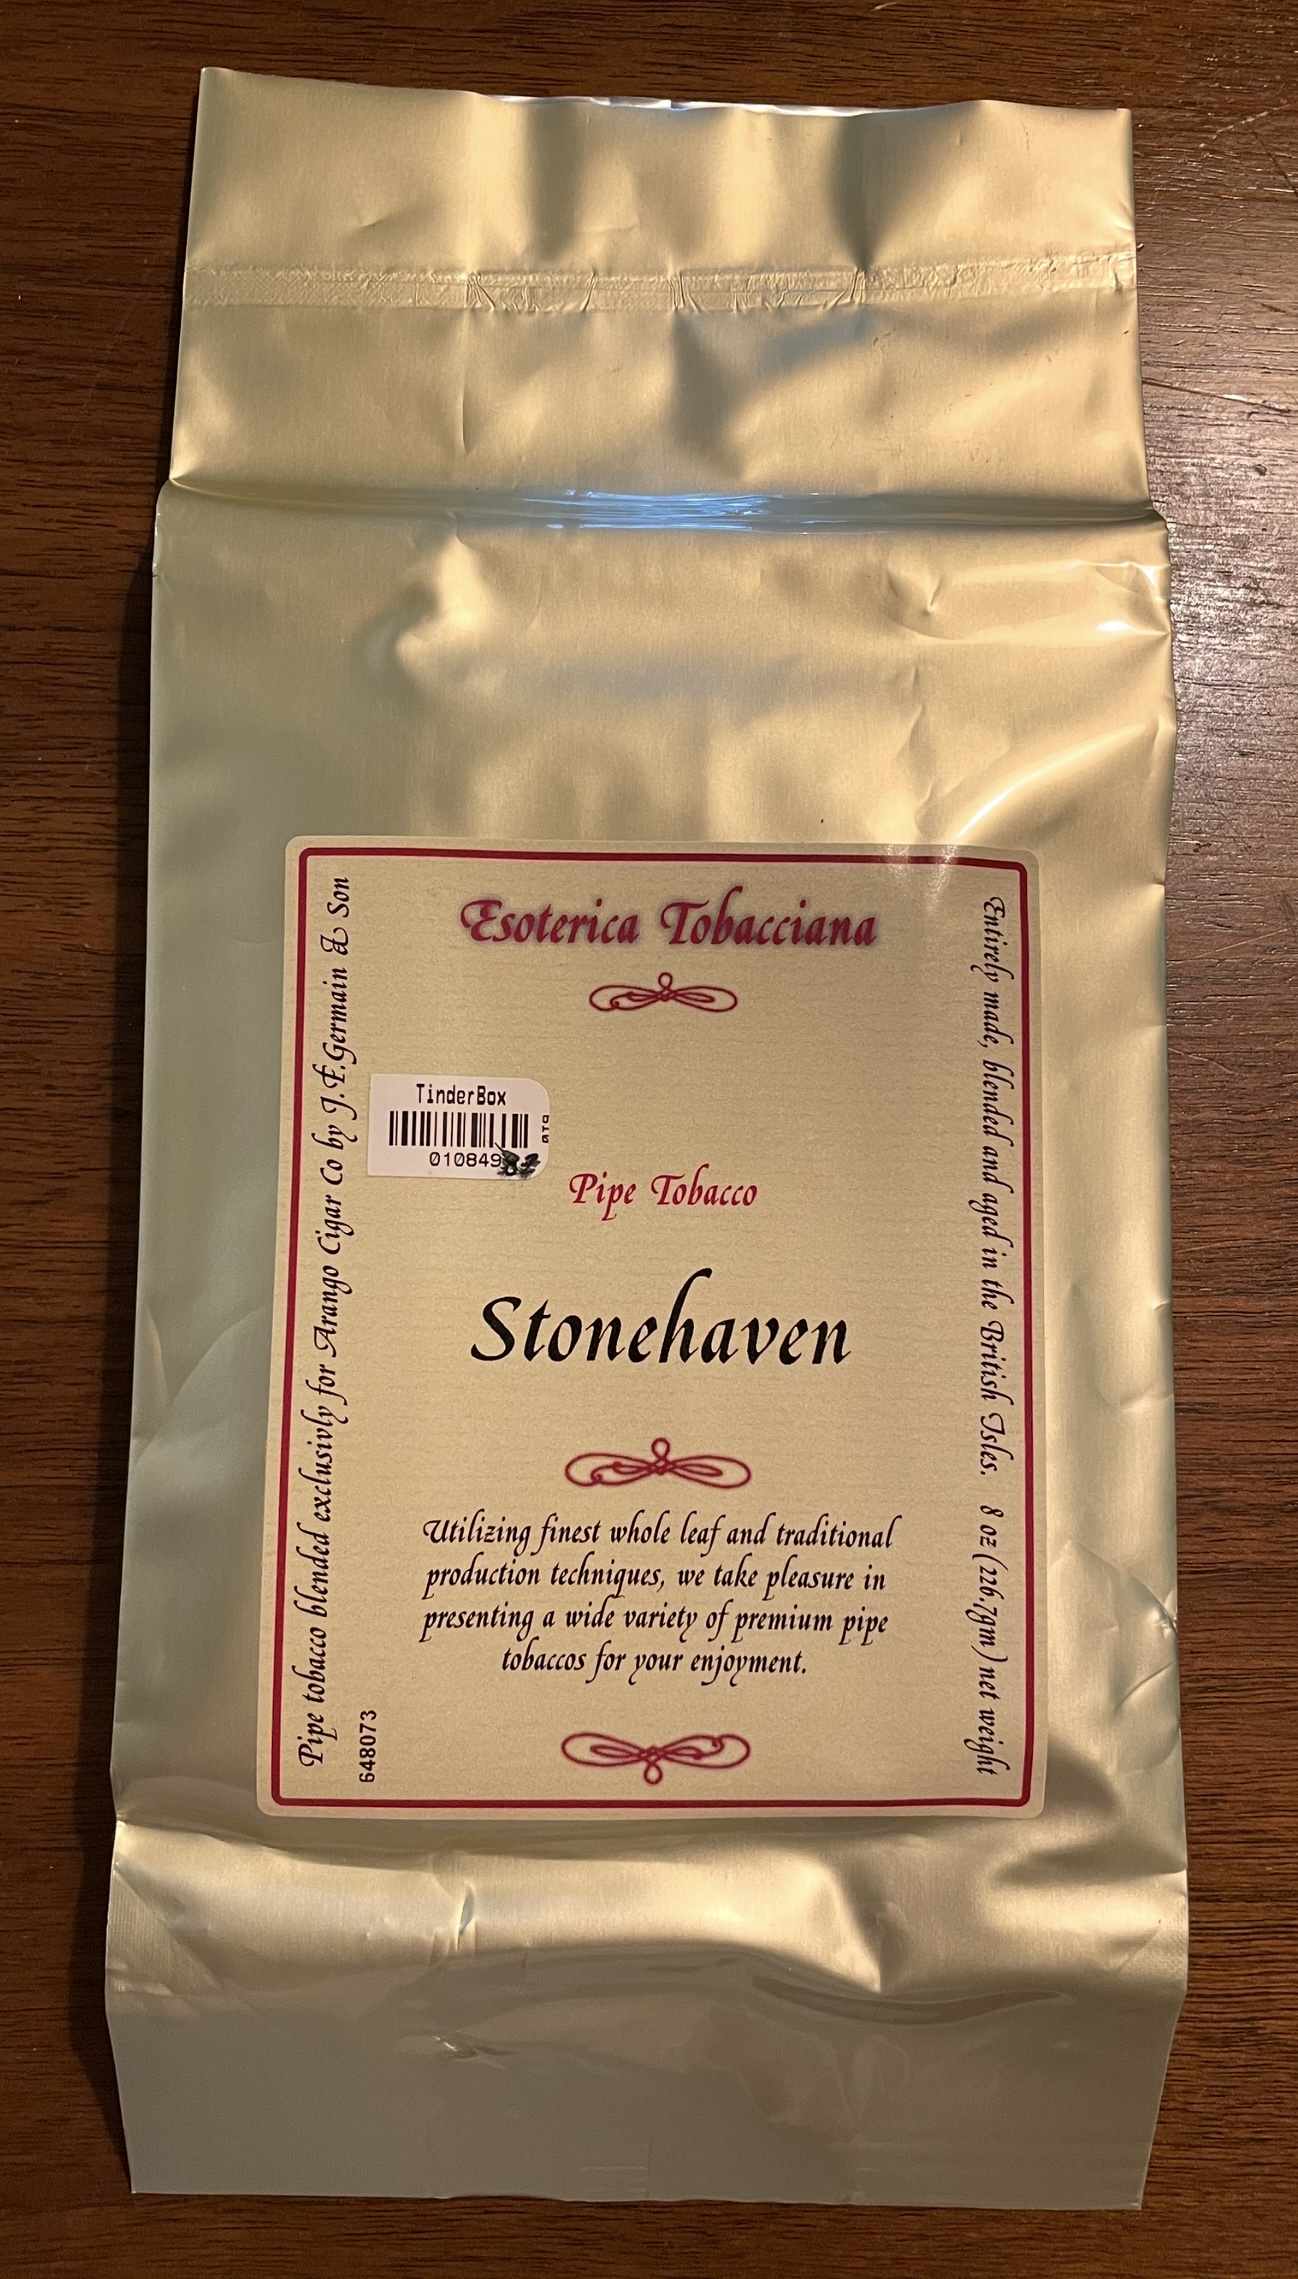 Esoterica Tobacciana
TinderBox
010849
Pipe Tobacco
Stonehaven
Utilizing finest whole leaf and traditional
production techniques, we take pleasure in
presenting a wide variety of premium pipe
tobaccos for your enjoyment.
Pipe tobacco blended exclusivly for Arango Cigar Co by J.F.Germain & Son
648073
Entirely made, blended and aged in the British Isles. 8 oz (226.7gm) net weight